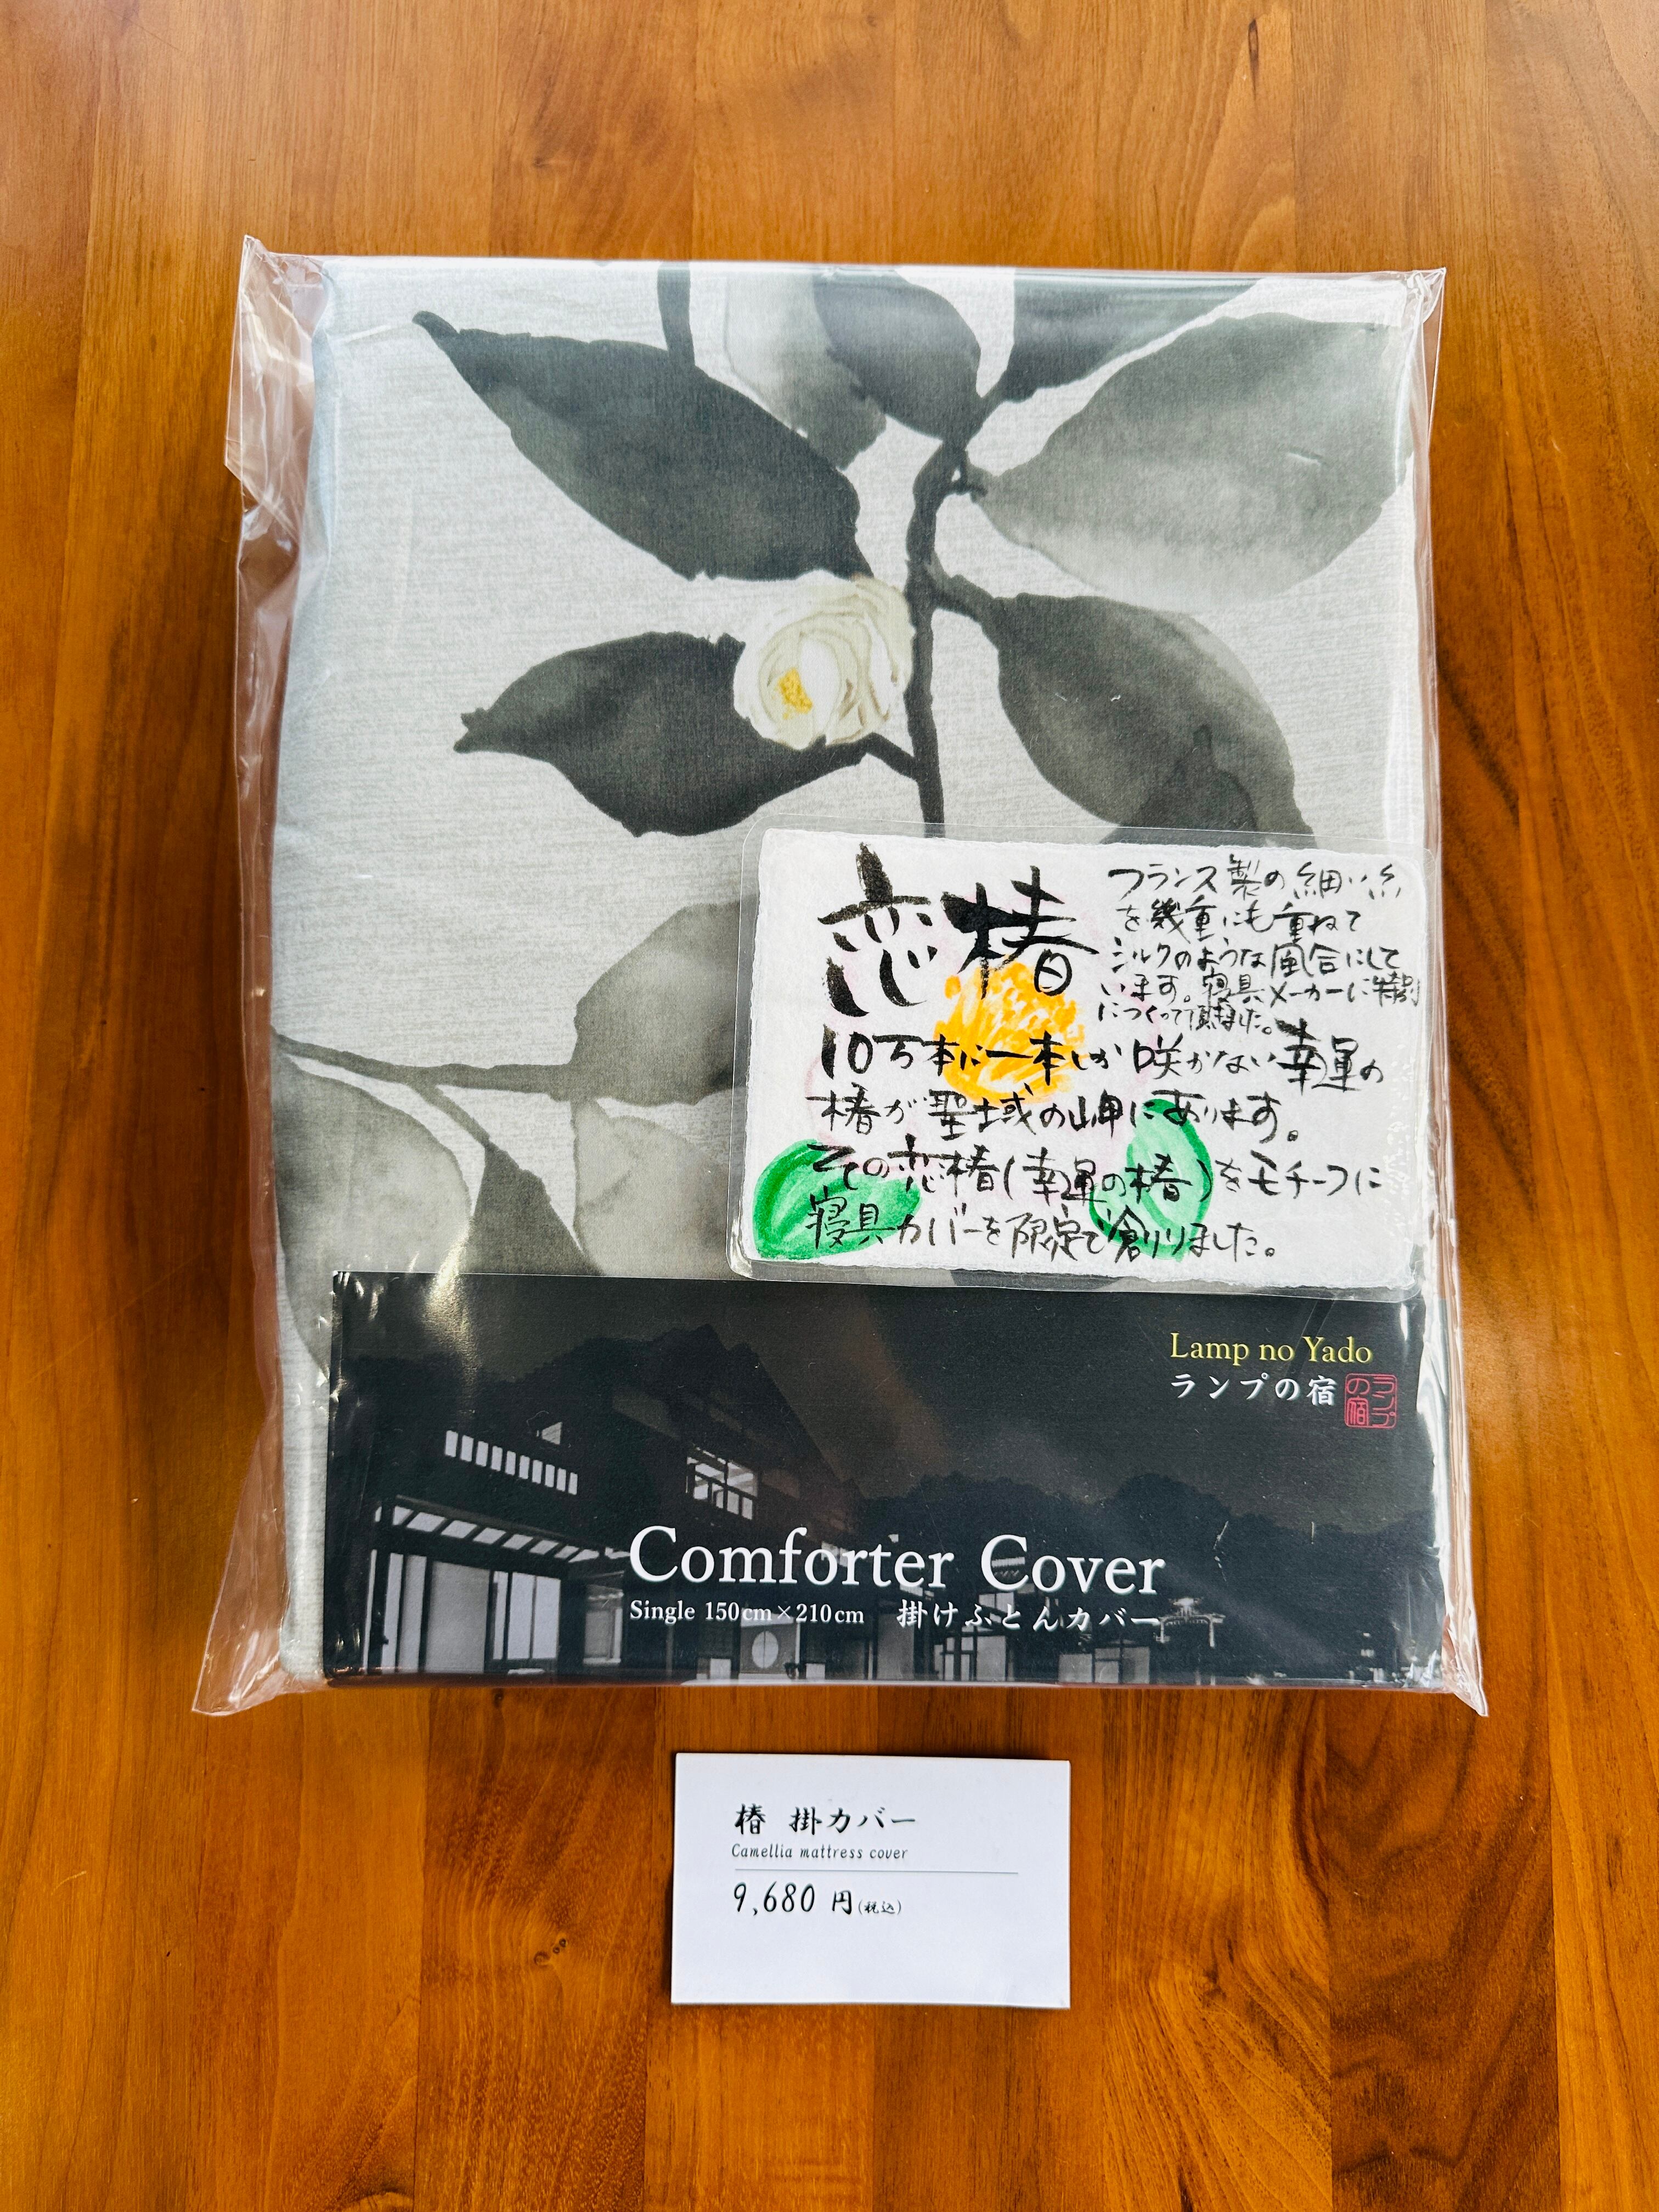 恋椿
フランス製の細い糸
を幾重にも重ねて
シルクのような風合にして
います。寝具メーカーに特別
につくって頂きました。
10万本に一本しか咲かない幸運の
椿が聖域の岬にあります。
その恋椿(幸運の椿)をモチーフに
寝具カバーを限定で創りました。
Lamp no Yado
ランプの宿
ランプの宿
Comforter Cover
Single 150cm×210cm 掛けふとんカバー
椿 掛カバー
Camellia mattress cover
9,680 円(税込)